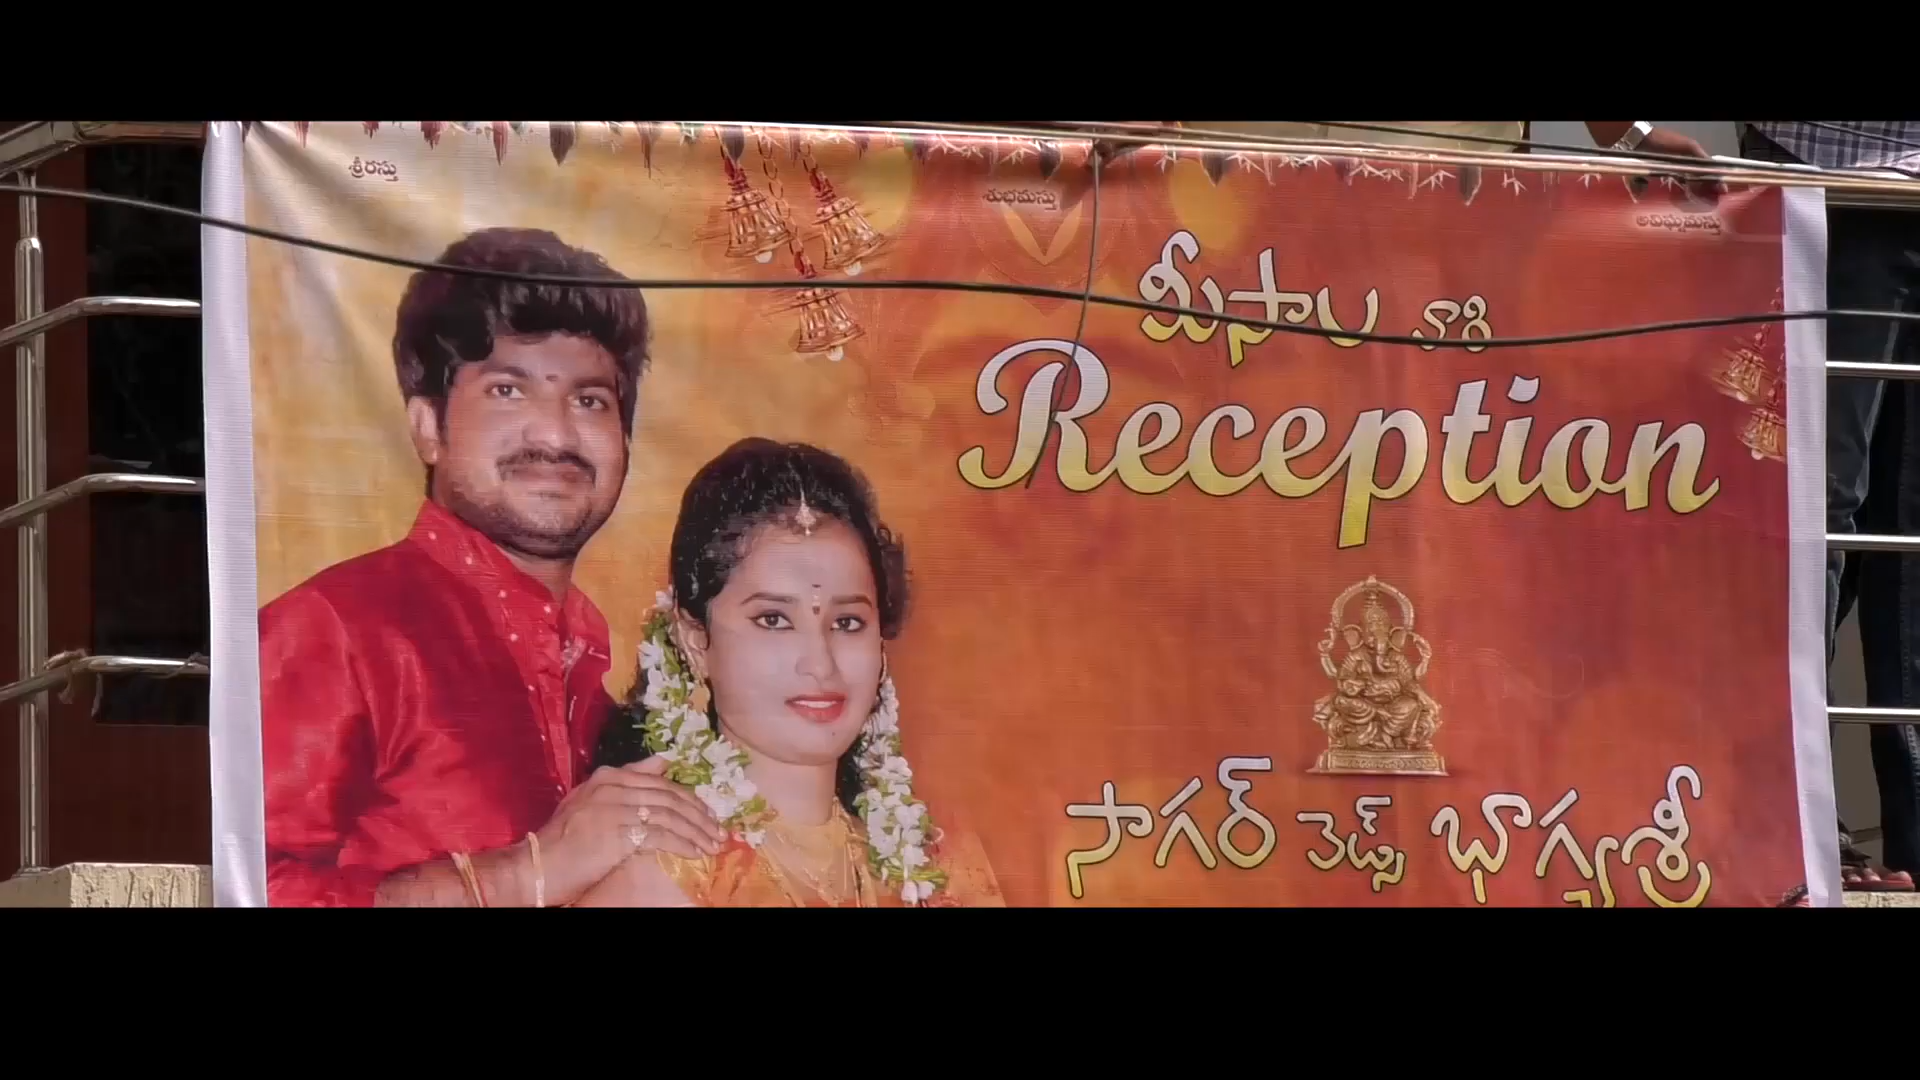 శ్రీరస్తు
శుభమస్తు
అవిఘ్నమస్తు
మీసాల వారి
Reception
సాగర్ వెడ్స్ భాగ్యశ్రీ